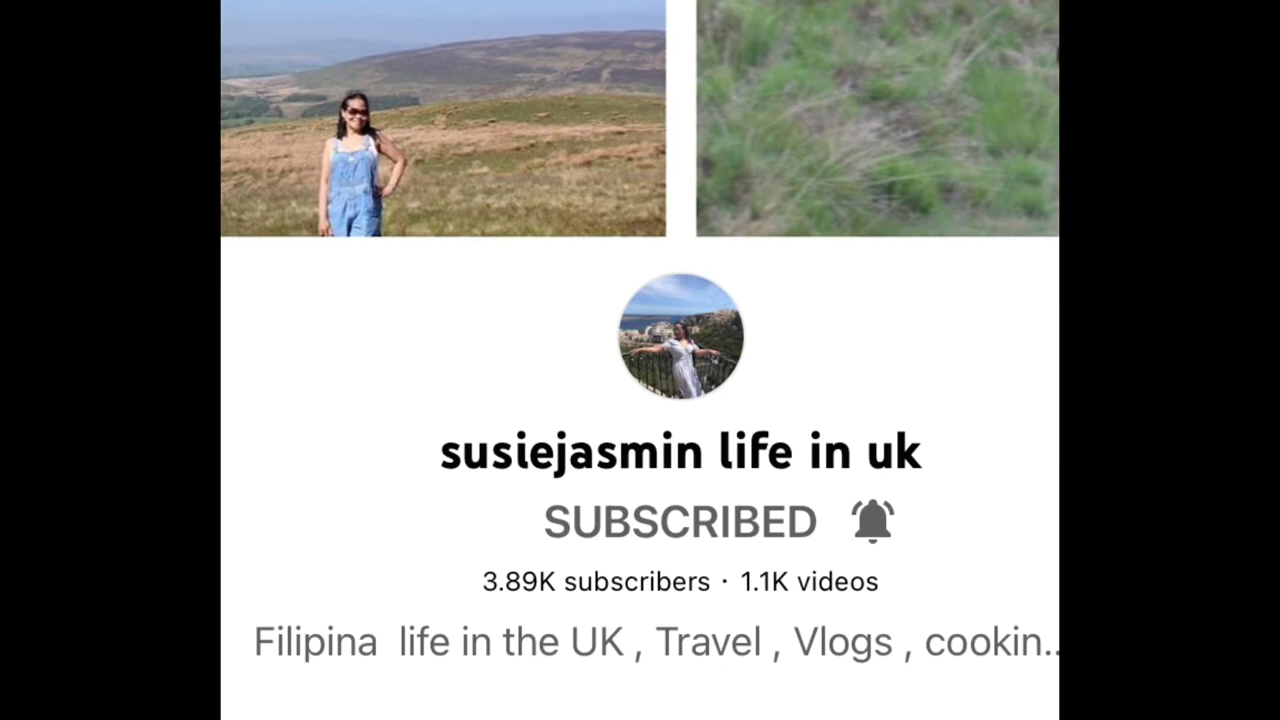 susiejasmin life in uk
SUBSCRIBED
3.89K subscribers · 1.1K videos
Filipina  life in the UK , Travel , Vlogs , cookin..